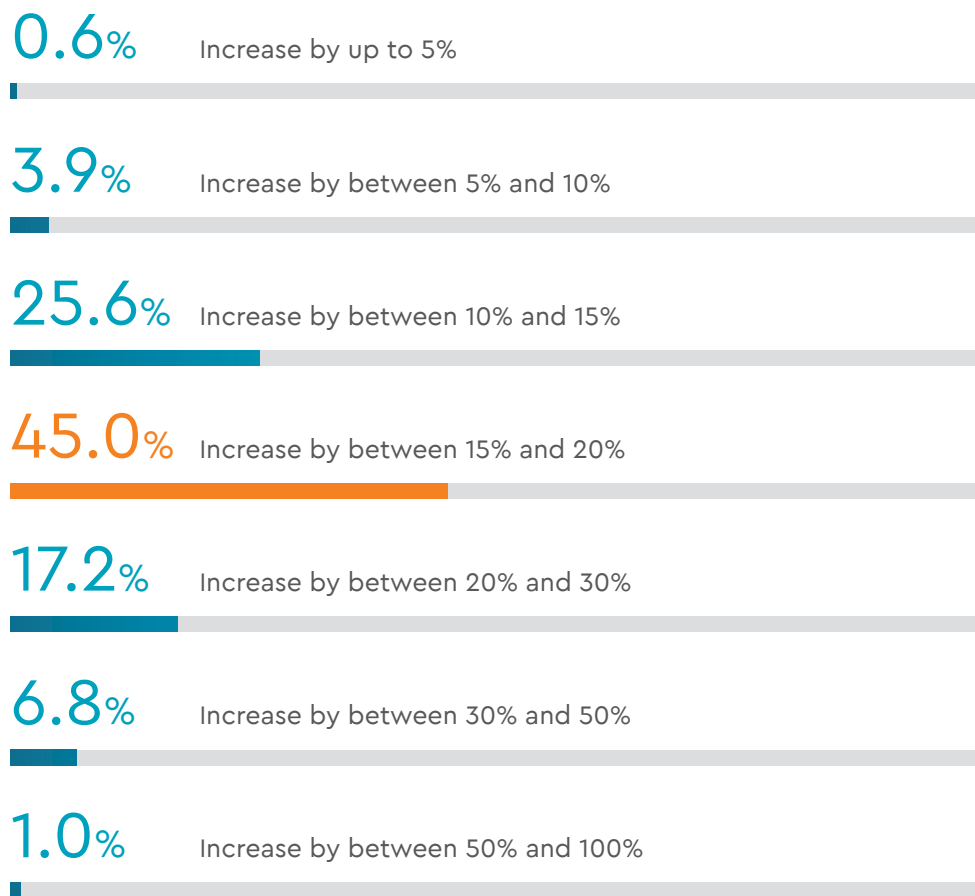 0.6% Increase by up to 5%
3.9% Increase by between 5% and 10%
25.6% Increase by between 10% and 15%
45.0% Increase by between 15% and 20%
17.2% Increase by between 20% and 30%
6.8% Increase by between 30% and 50%
1.0% Increase by between 50% and 100%